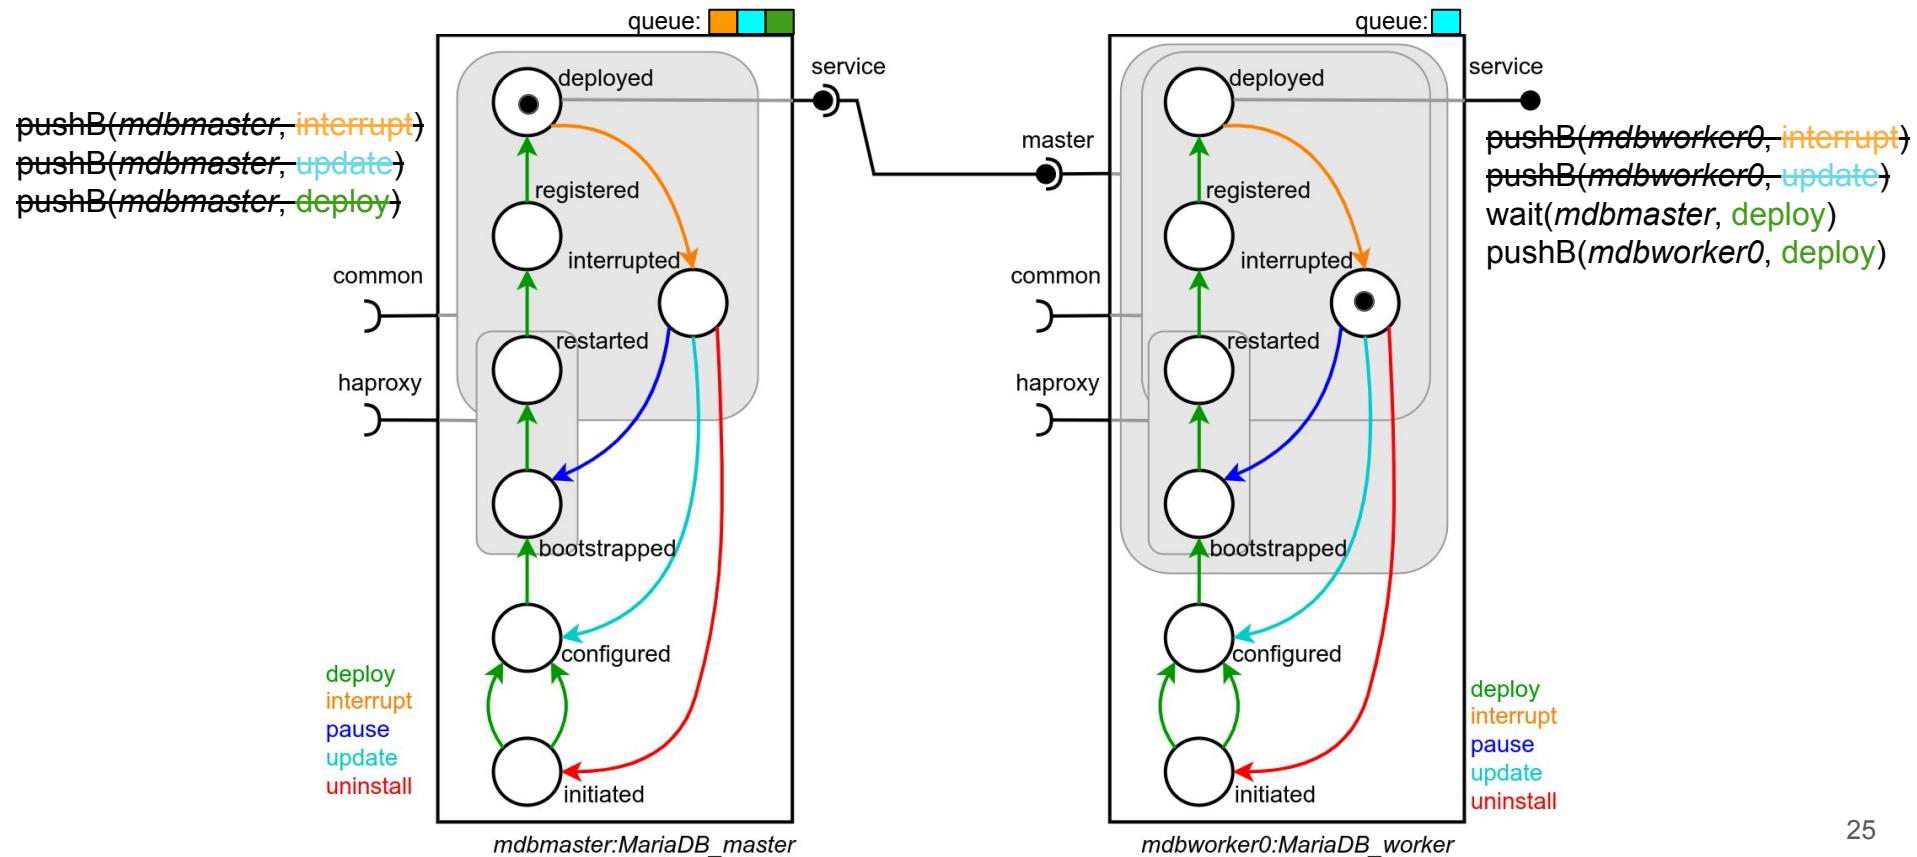 queue:
queue:
service
service
deployed
deployed
pushB(mdbmaster, interrupt)
pushB(mdbmaster, update)
pushB(mdbmaster, deploy)
master
pushB(mdbworker0, interrupt)
pushB(mdbworker0, update)
wait(mdbmaster, deploy)
pushB(mdbworker0, deploy)
registered
registered
interrupted
interrupted
common
common
restarted
restarted
haproxy
haproxy
bootstrapped
bootstrapped
configured
configured
deploy
interrupt
pause
update
uninstall
deploy
interrupt
pause
update
uninstall
initiated
initiated
mdbmaster:MariaDB_master
mdbworker0:MariaDB_worker
25